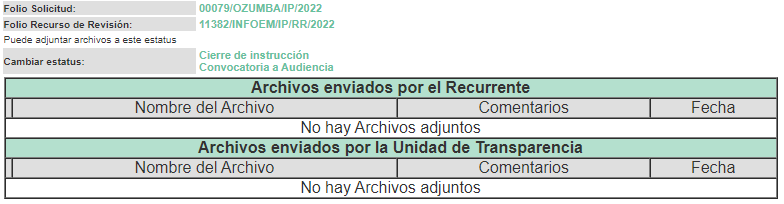 Folio Solicitud: 00079/OZUMBA/IP/2022
Folio Recurso de Revisión: 11382/INFOEM/IP/RR/2022
Puede adjuntar archivos a este estatus
Cambiar estatus: Cierre de instrucción
Convocatoria a Audiencia
Archivos enviados por el Recurrente
Nombre del Archivo Comentarios Fecha
No hay Archivos adjuntos
Archivos enviados por la Unidad de Transparencia
Nombre del Archivo Comentarios Fecha
No hay Archivos adjuntos